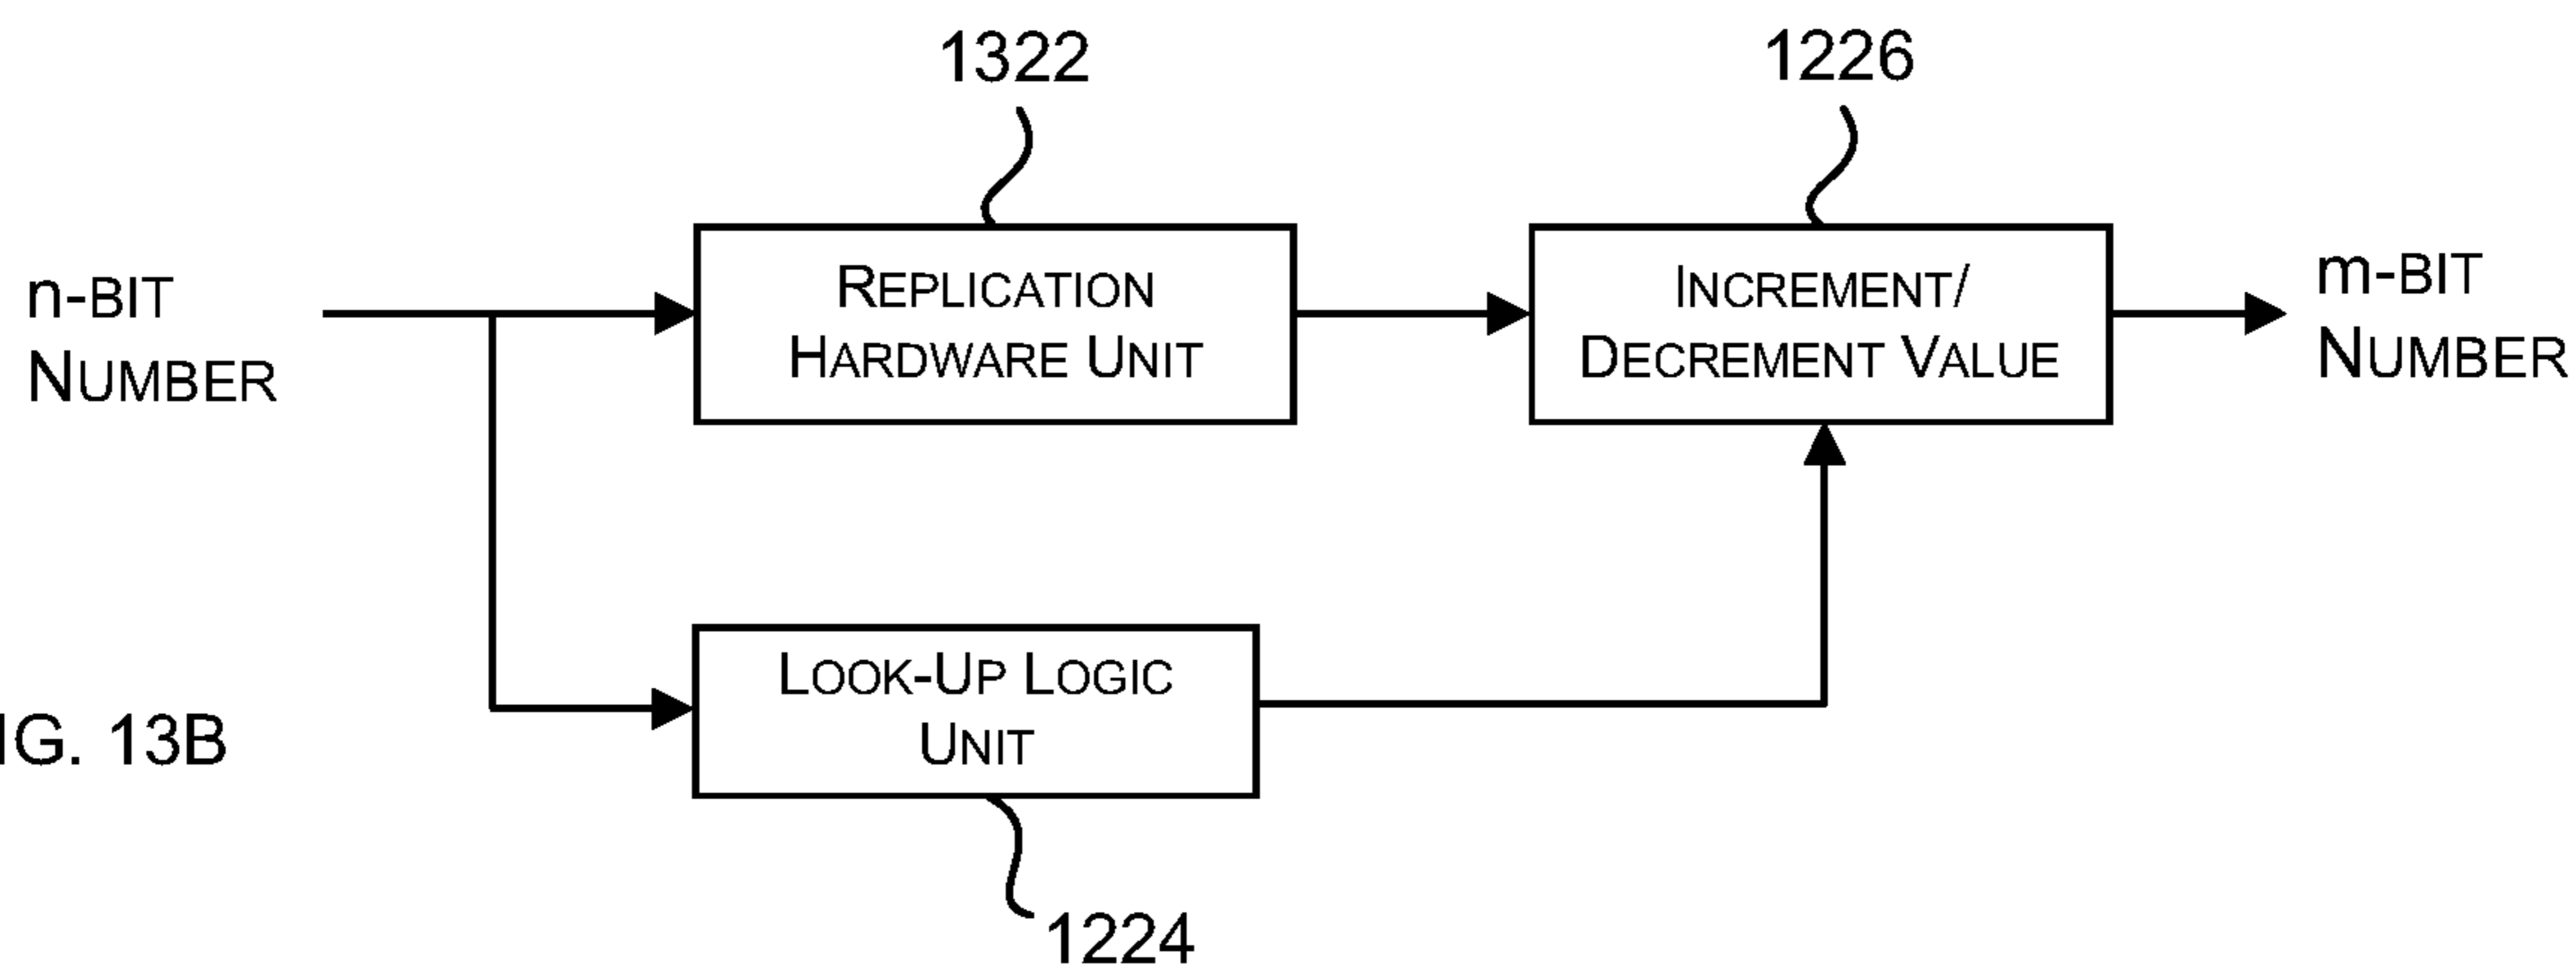 1322
1226
n-BIT
NUMBER
REPLICATION
HARDWARE UNIT
INCREMENT/
DECREMENT VALUE
m-BIT
NUMBER
LOOK-UP LOGIC
UNIT
IG. 13B
1224